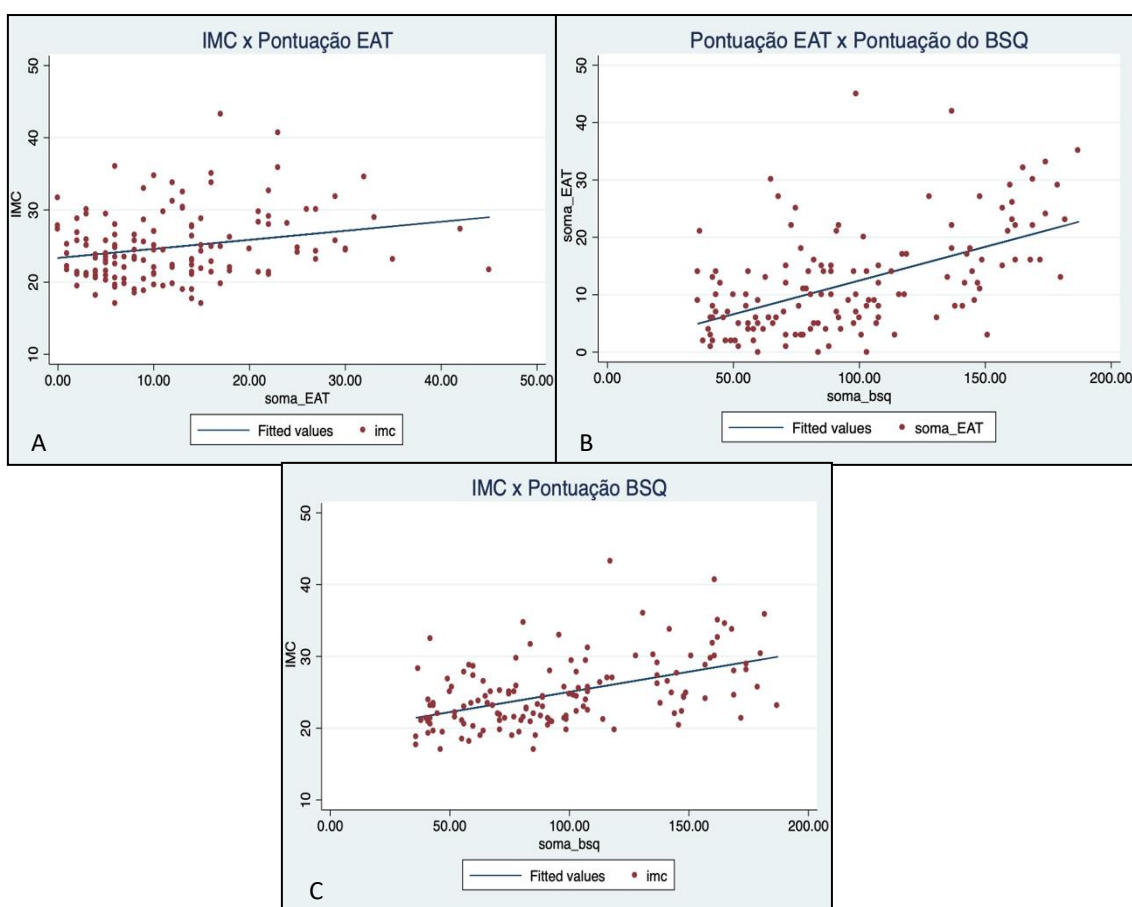 IMC x Pontuação EAT
50
40
30
20
10
IMC
0.00 10.00 20.00 30.00 40.00 50.00
soma_EAT
Fitted values imc
A
Pontuação EAT x Pontuação do BSQ
50
40
30
20
10
0
soma_EAT
0.00 50.00 100.00 150.00 200.00
soma_bsq
Fitted values soma_EAT
B
IMC x Pontuação BSQ
50
40
30
20
10
IMC
0.00 50.00 100.00 150.00 200.00
soma_bsq
Fitted values imc
C